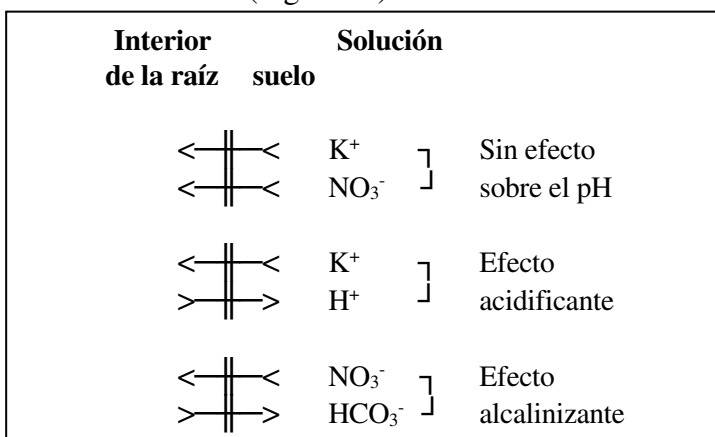 Interior Solución
de la raíz suelo
<─╫─< K⁺ ┐ Sin efecto
<─╫─< NO₃⁻ ┘ sobre el pH
<─╫─< K⁺ ┐ Efecto
>─╫─> H⁺ ┘ acidificante
<─╫─< NO₃⁻ ┐ Efecto
>─╫─> HCO₃⁻ ┘ alcalinizante